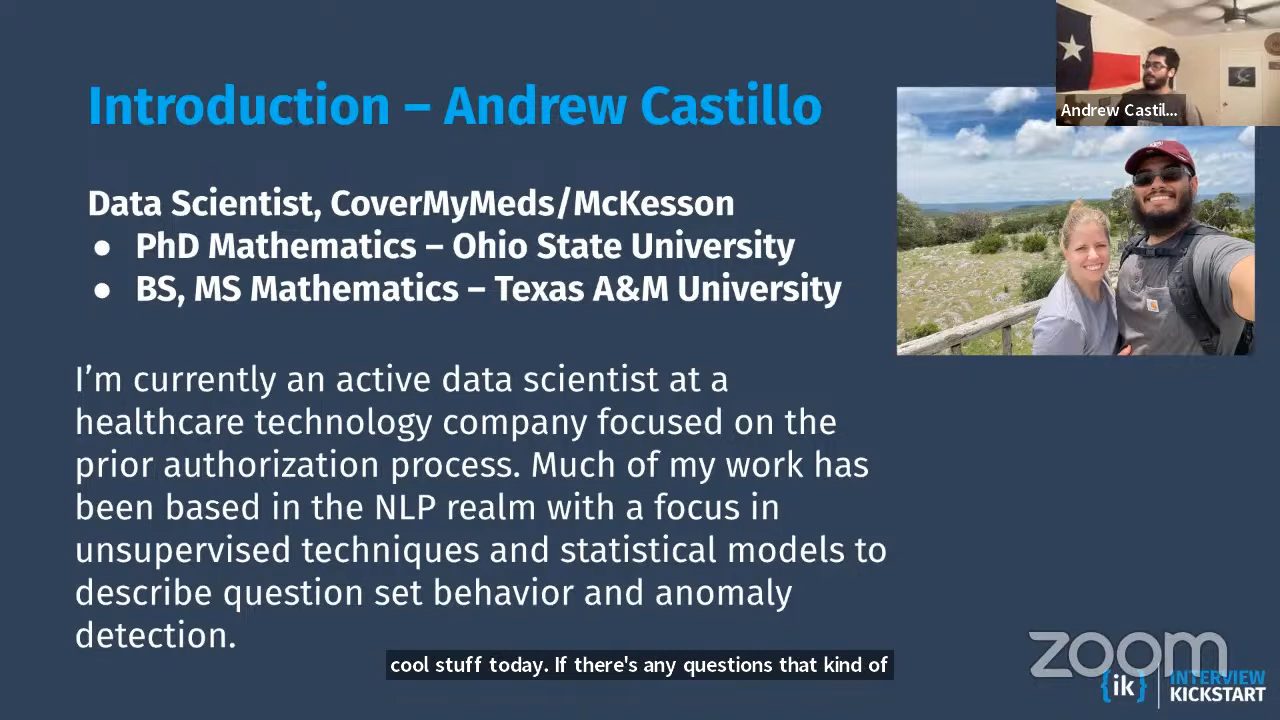 Introduction – Andrew Castillo
Andrew Castil...
Data Scientist, CoverMyMeds/McKesson
● PhD Mathematics – Ohio State University
● BS, MS Mathematics – Texas A&M University
I'm currently an active data scientist at a
healthcare technology company focused on the
prior authorization process. Much of my work has
been based in the NLP realm with a focus in
unsupervised techniques and statistical models to
describe question set behavior and anomaly
detection.
cool stuff today. If there's any questions that kind of
zoom
{ik} INTERVIEW
KICKSTART